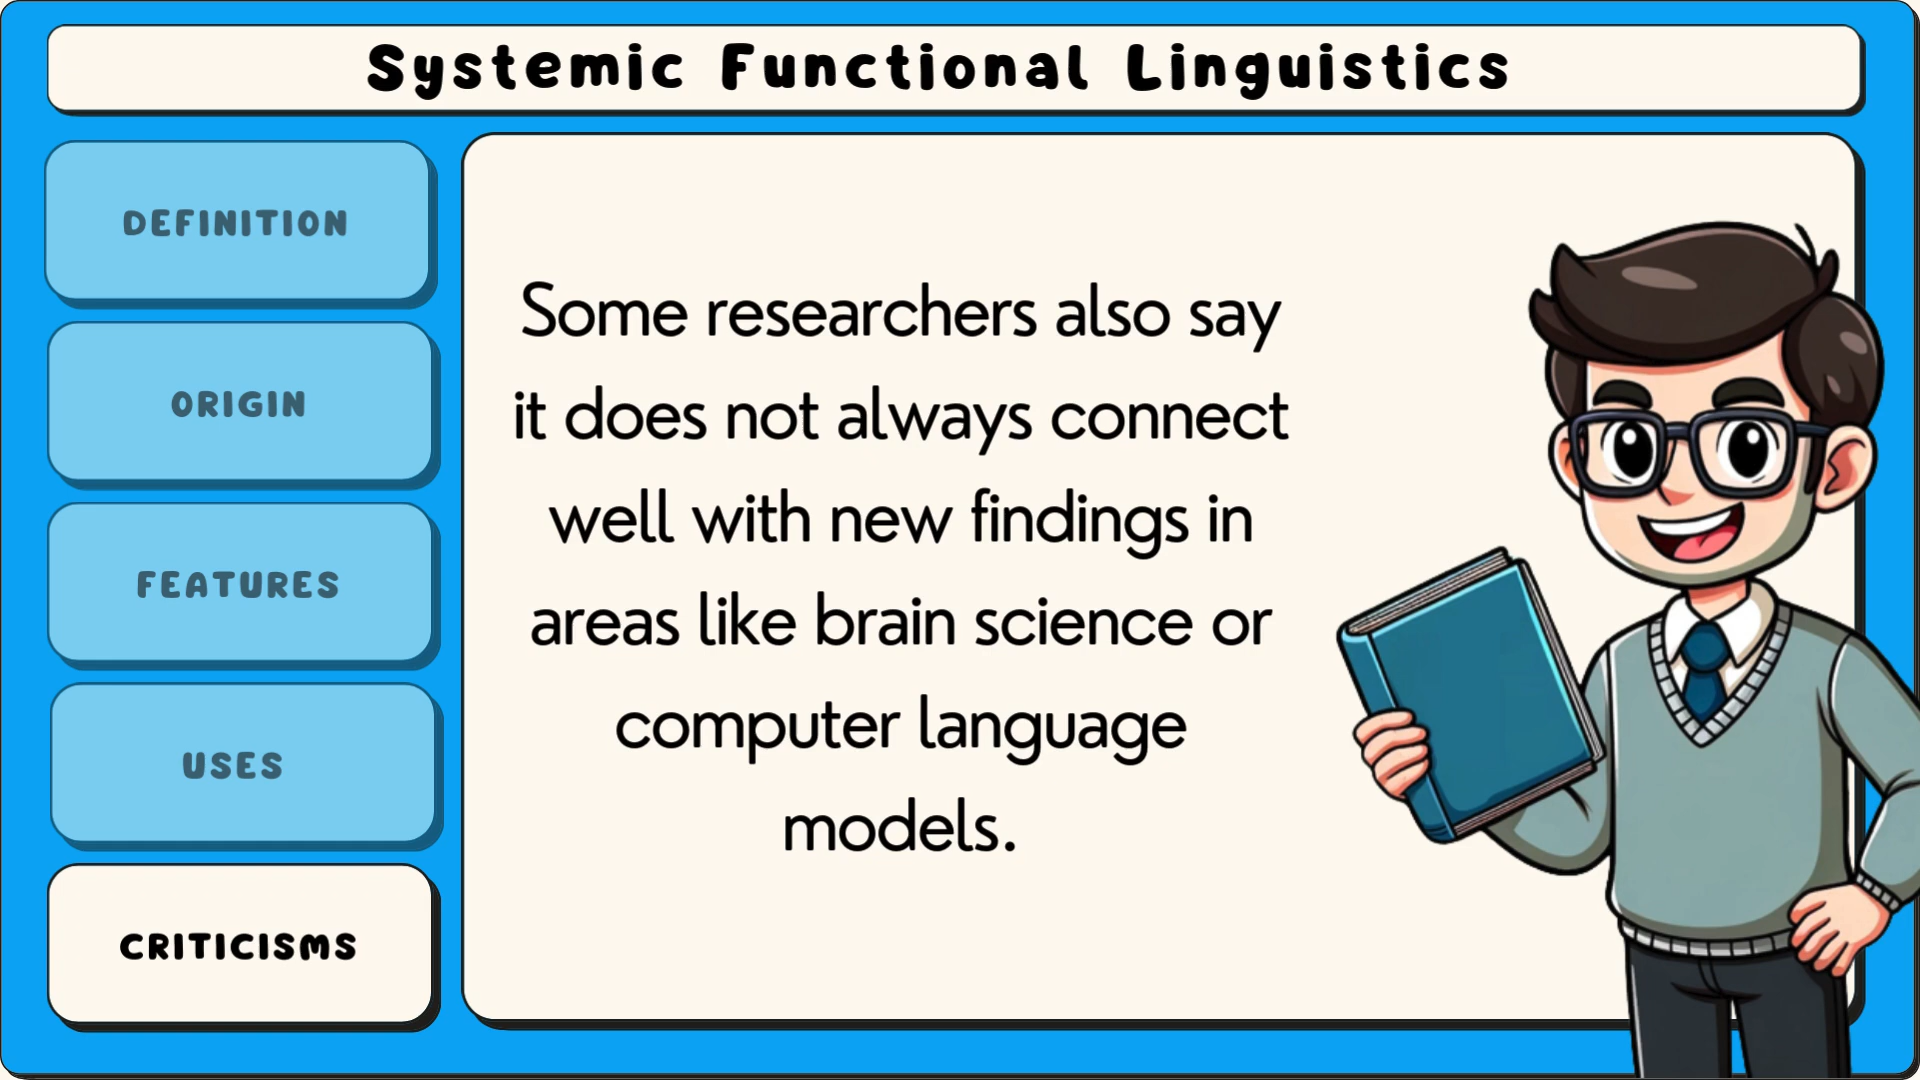 Systemic Functional Linguistics
DEFINITION
ORIGIN
FEATURES
USES
CRITICISMS
Some researchers also say
it does not always connect
well with new findings in
areas like brain science or
computer language
models.